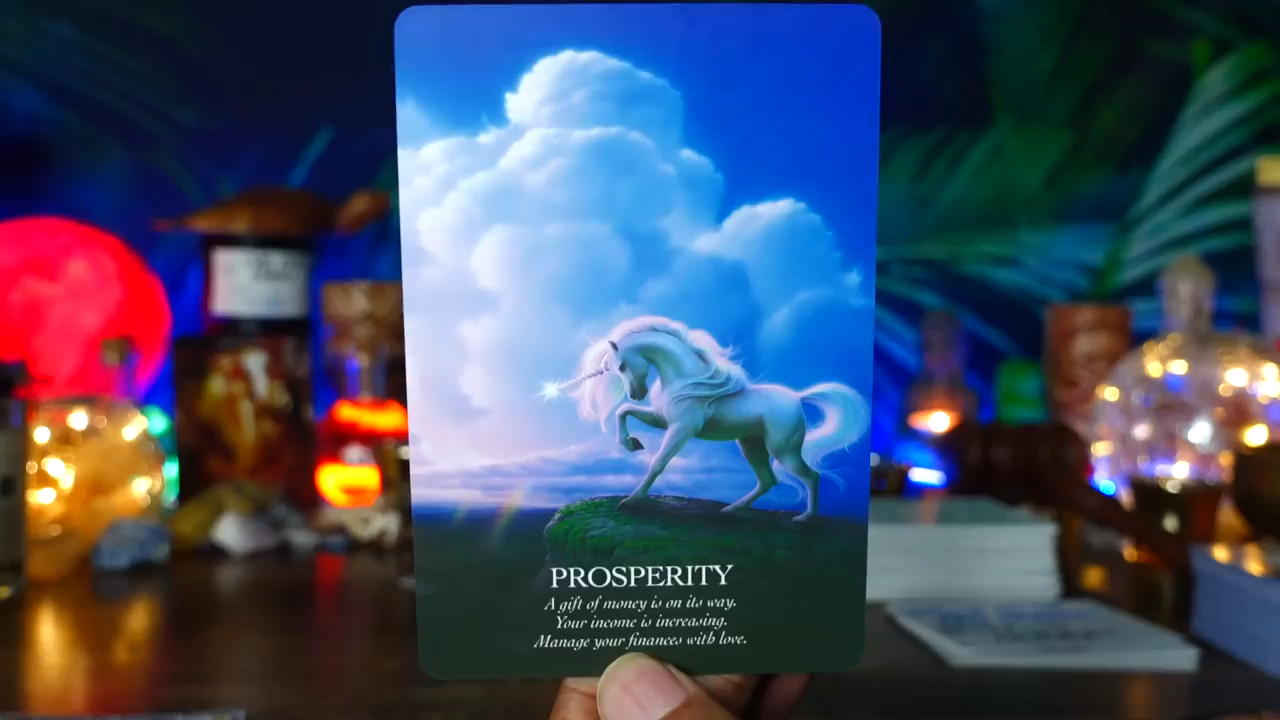 PROSPERITY
A gift of money is on its way.
Your income is increasing.
Manage your finances with love.